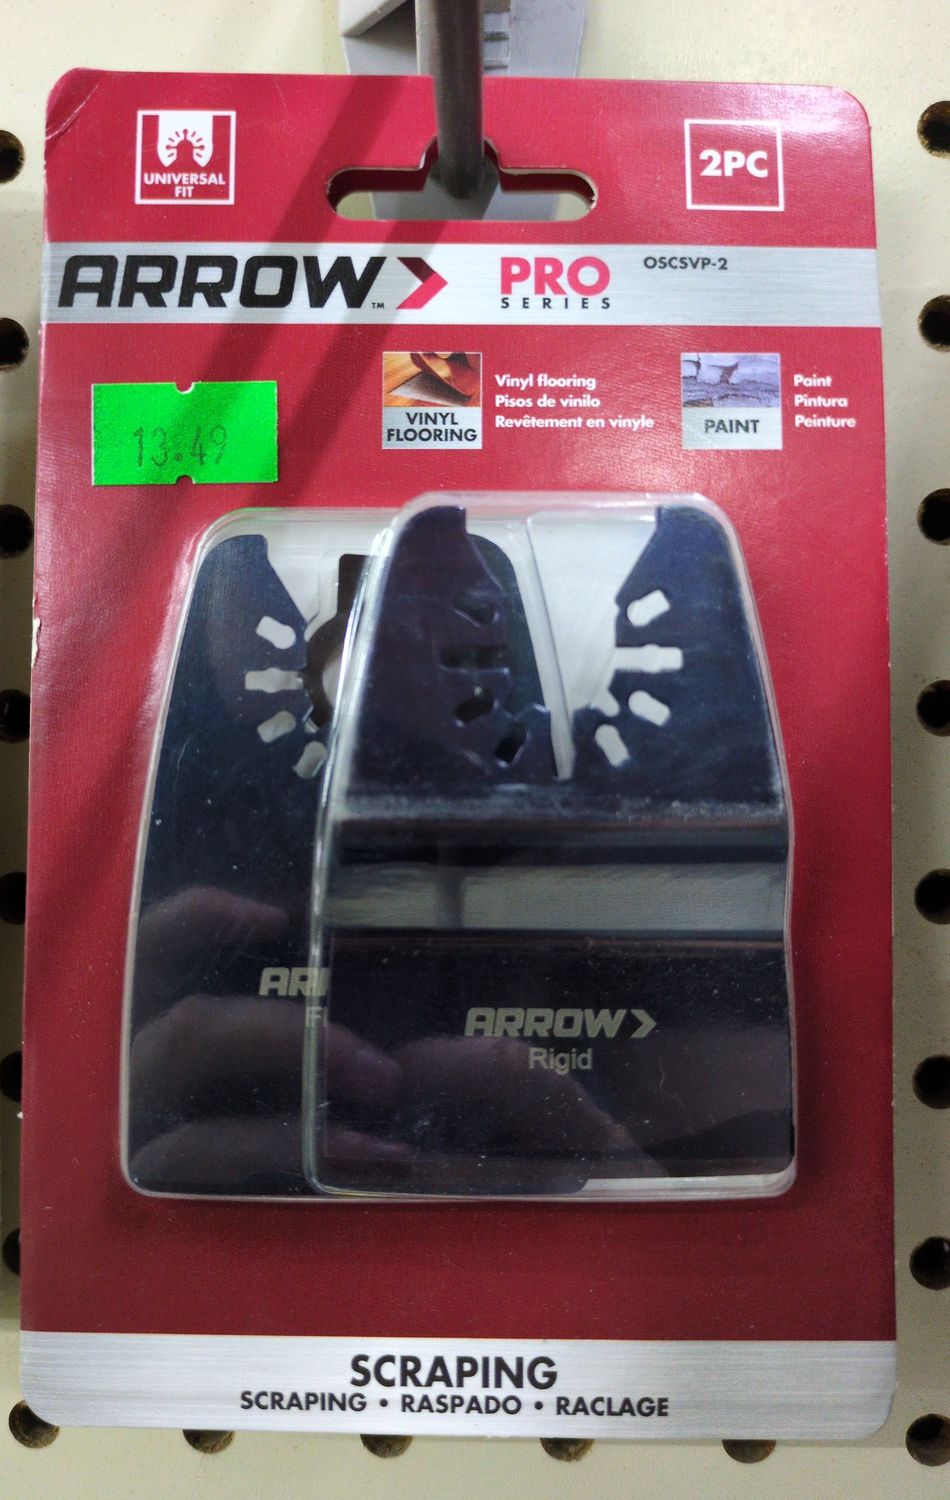 UNIVERSAL
FIT
2PC
ARROW™
PRO
SERIES
OSCSVP-2
13.49
VINYL
FLOORING
Vinyl flooring
Pisos de vinilo
Revêtement en vinyle
PAINT
Paint
Pintura
Peinture
ARROW
Rigid
SCRAPING
SCRAPING • RASPADO • RACLAGE